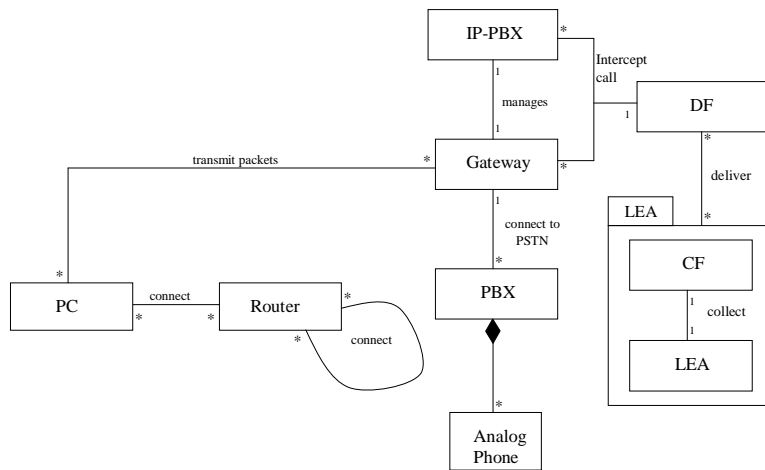 IP-PBX
*
Intercept
call
1
manages
1
DF
1
*
transmit packets
*
Gateway
*
1
deliver
connect to
PSTN
LEA
*
*
*
CF
PC
connect
Router
*
PBX
1
collect
*
*
*
connect
1
LEA
*
Analog
Phone